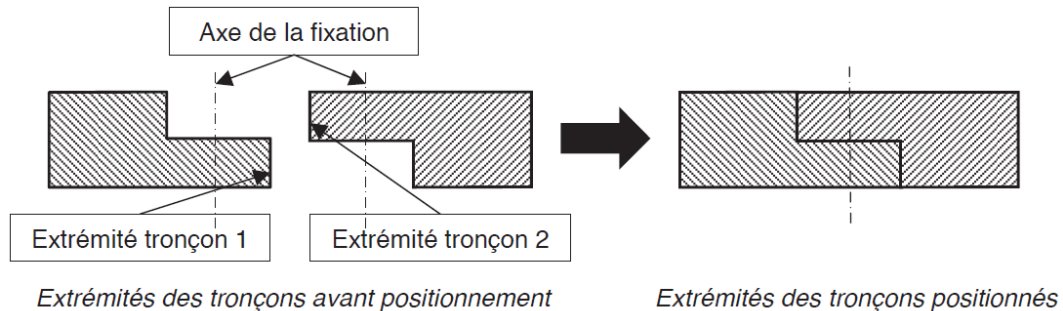 Axe de la fixation
Extrémité tronçon 1
Extrémité tronçon 2
Extrémités des tronçons avant positionnement
Extrémités des tronçons positionnés